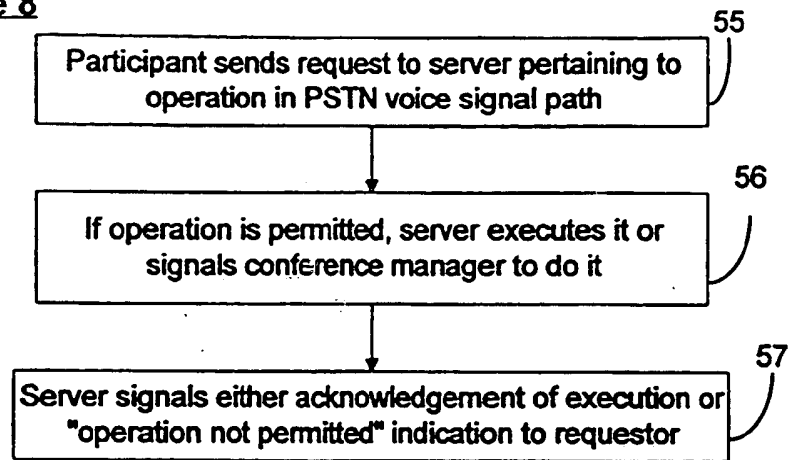 e 8
55
Participant sends request to server pertaining to
operation in PSTN voice signal path
56
If operation is permitted, server executes it or
signals conference manager to do it
57
Server signals either acknowledgement of execution or
"operation not permitted" indication to requestor